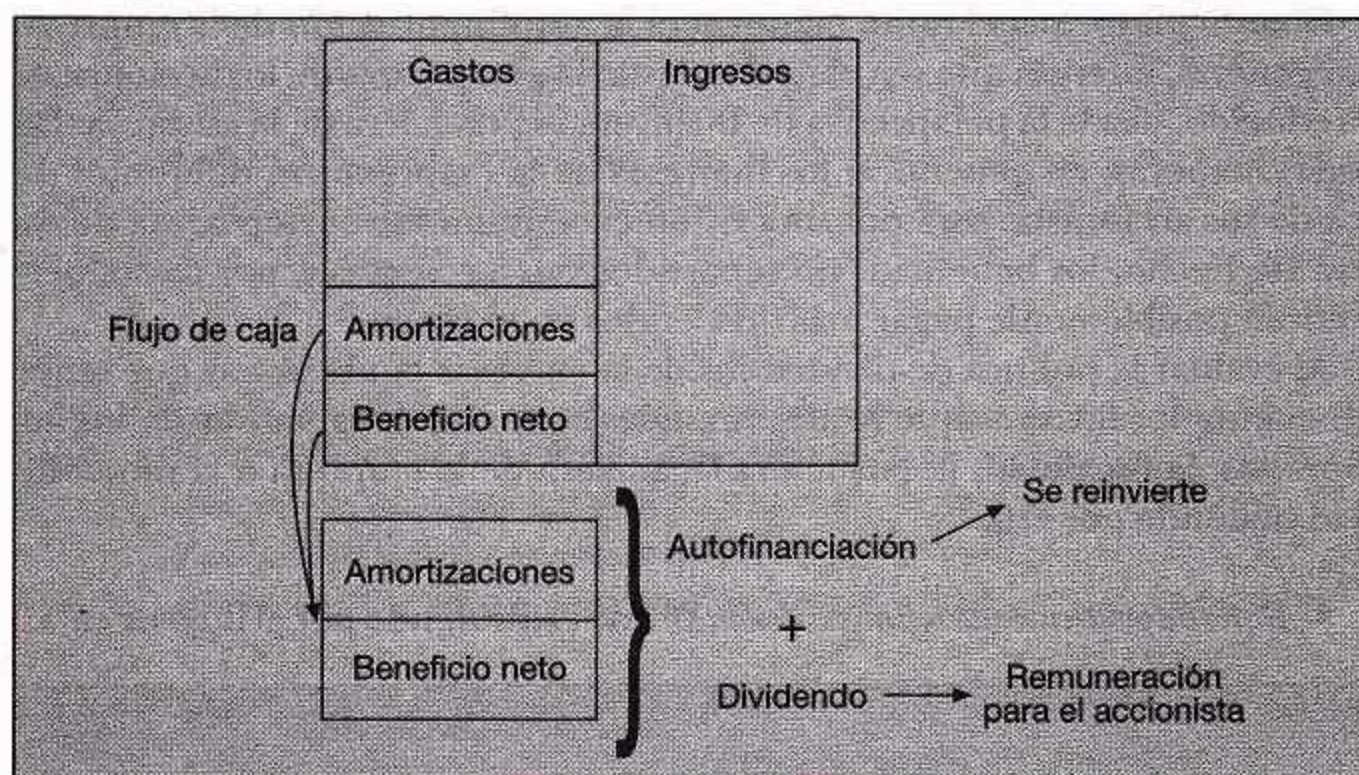 Gastos
Ingresos
Flujo de caja
Amortizaciones
Beneficio neto
Se reinvierte
Autofinanciación
Amortizaciones
+
Beneficio neto
Dividendo
Remuneración
para el accionista